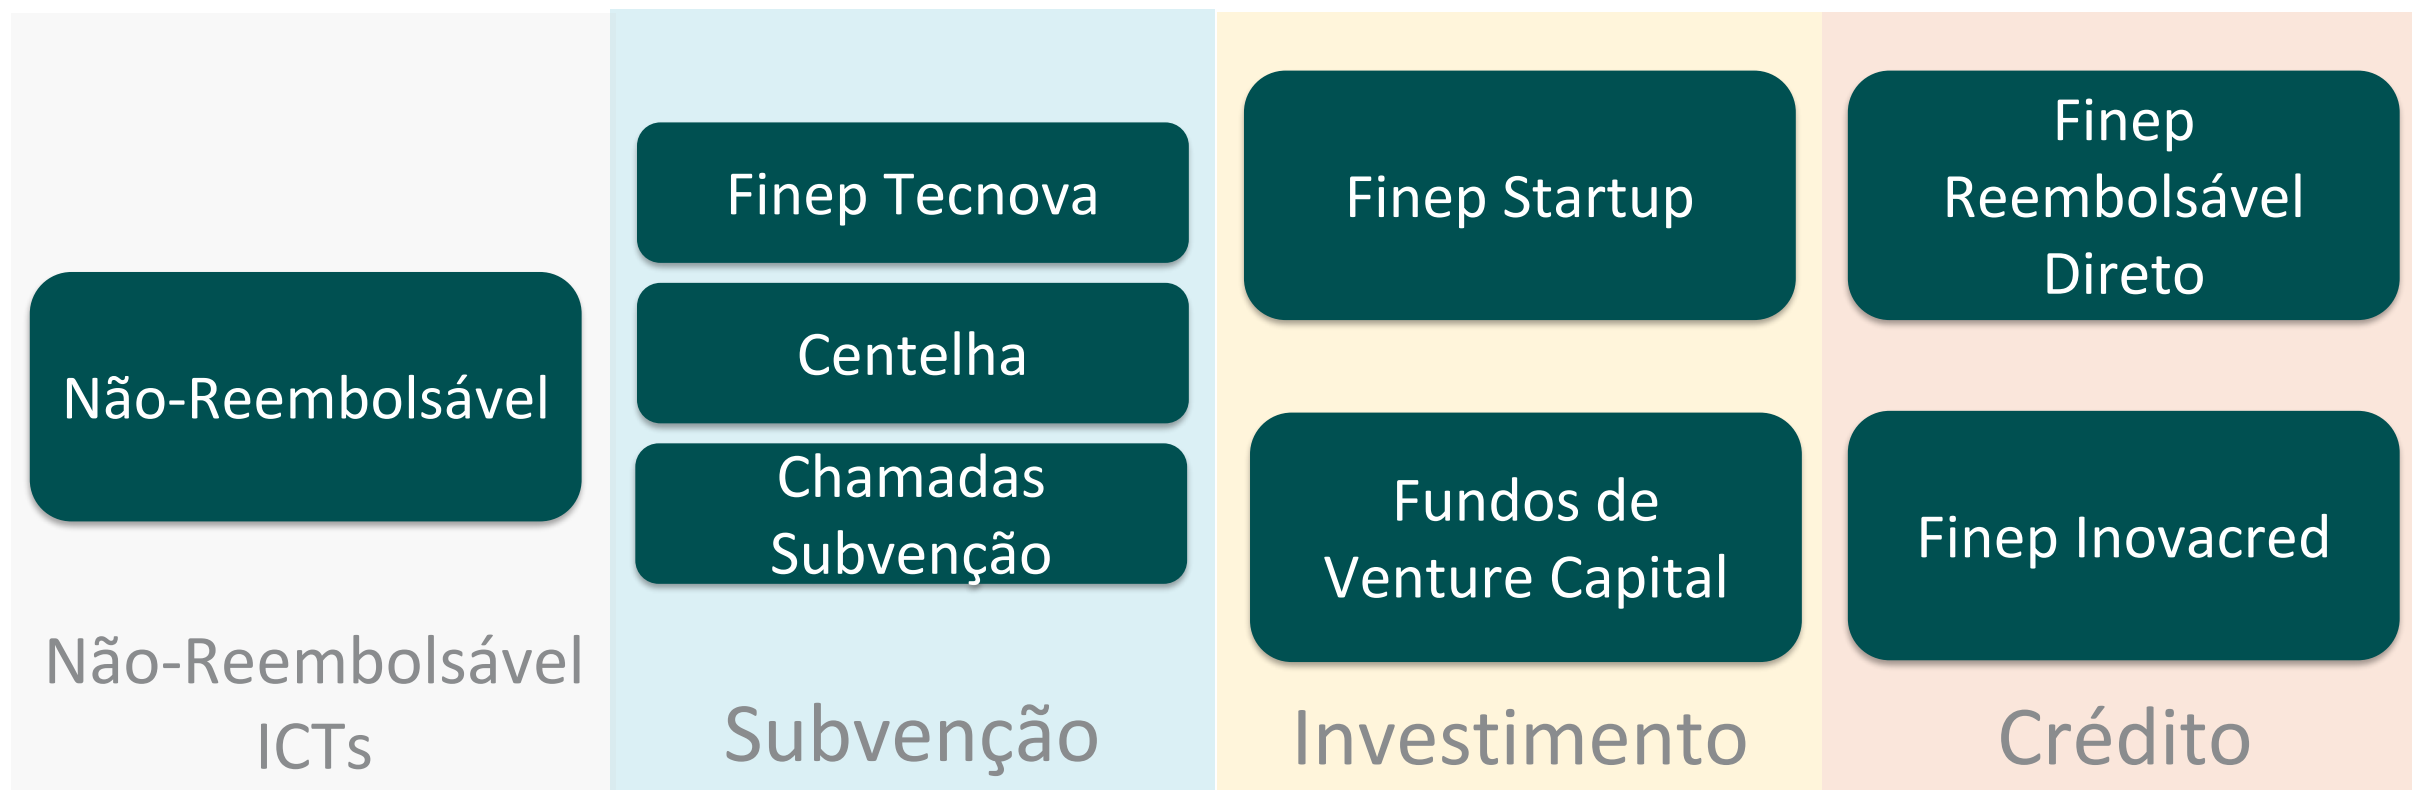 Não-Reembolsável
Não-Reembolsável
ICTs
Finep Tecnova
Centelha
Chamadas
Subvenção
Subvenção
Finep Startup
Fundos de
Venture Capital
Investimento
Finep
Reembolsável
Direto
Finep Inovacred
Crédito